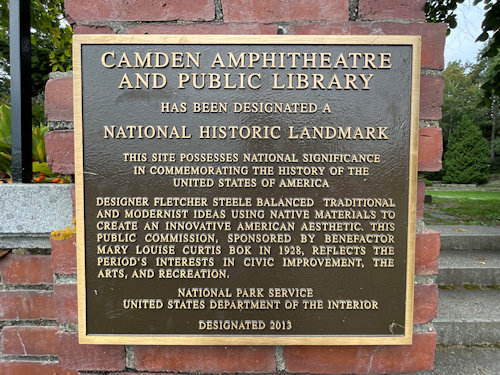 CAMDEN AMPHITHEATRE
AND PUBLIC LIBRARY
HAS BEEN DESIGNATED A
NATIONAL HISTORIC LANDMARK
THIS SITE POSSESSES NATIONAL SIGNIFICANCE
IN COMMEMORATING THE HISTORY OF THE
UNITED STATES OF AMERICA
DESIGNER FLETCHER STEELE BALANCED TRADITIONAL
AND MODERNIST IDEAS USING NATIVE MATERIALS TO
CREATE AN INNOVATIVE AMERICAN AESTHETIC. THIS
PUBLIC COMMISSION, SPONSORED BY BENEFACTOR
MARY LOUISE CURTIS BOK IN 1928, REFLECTS THE
PERIOD'S INTERESTS IN CIVIC IMPROVEMENT, THE
ARTS, AND RECREATION.
NATIONAL PARK SERVICE
UNITED STATES DEPARTMENT OF THE INTERIOR
DESIGNATED 2013